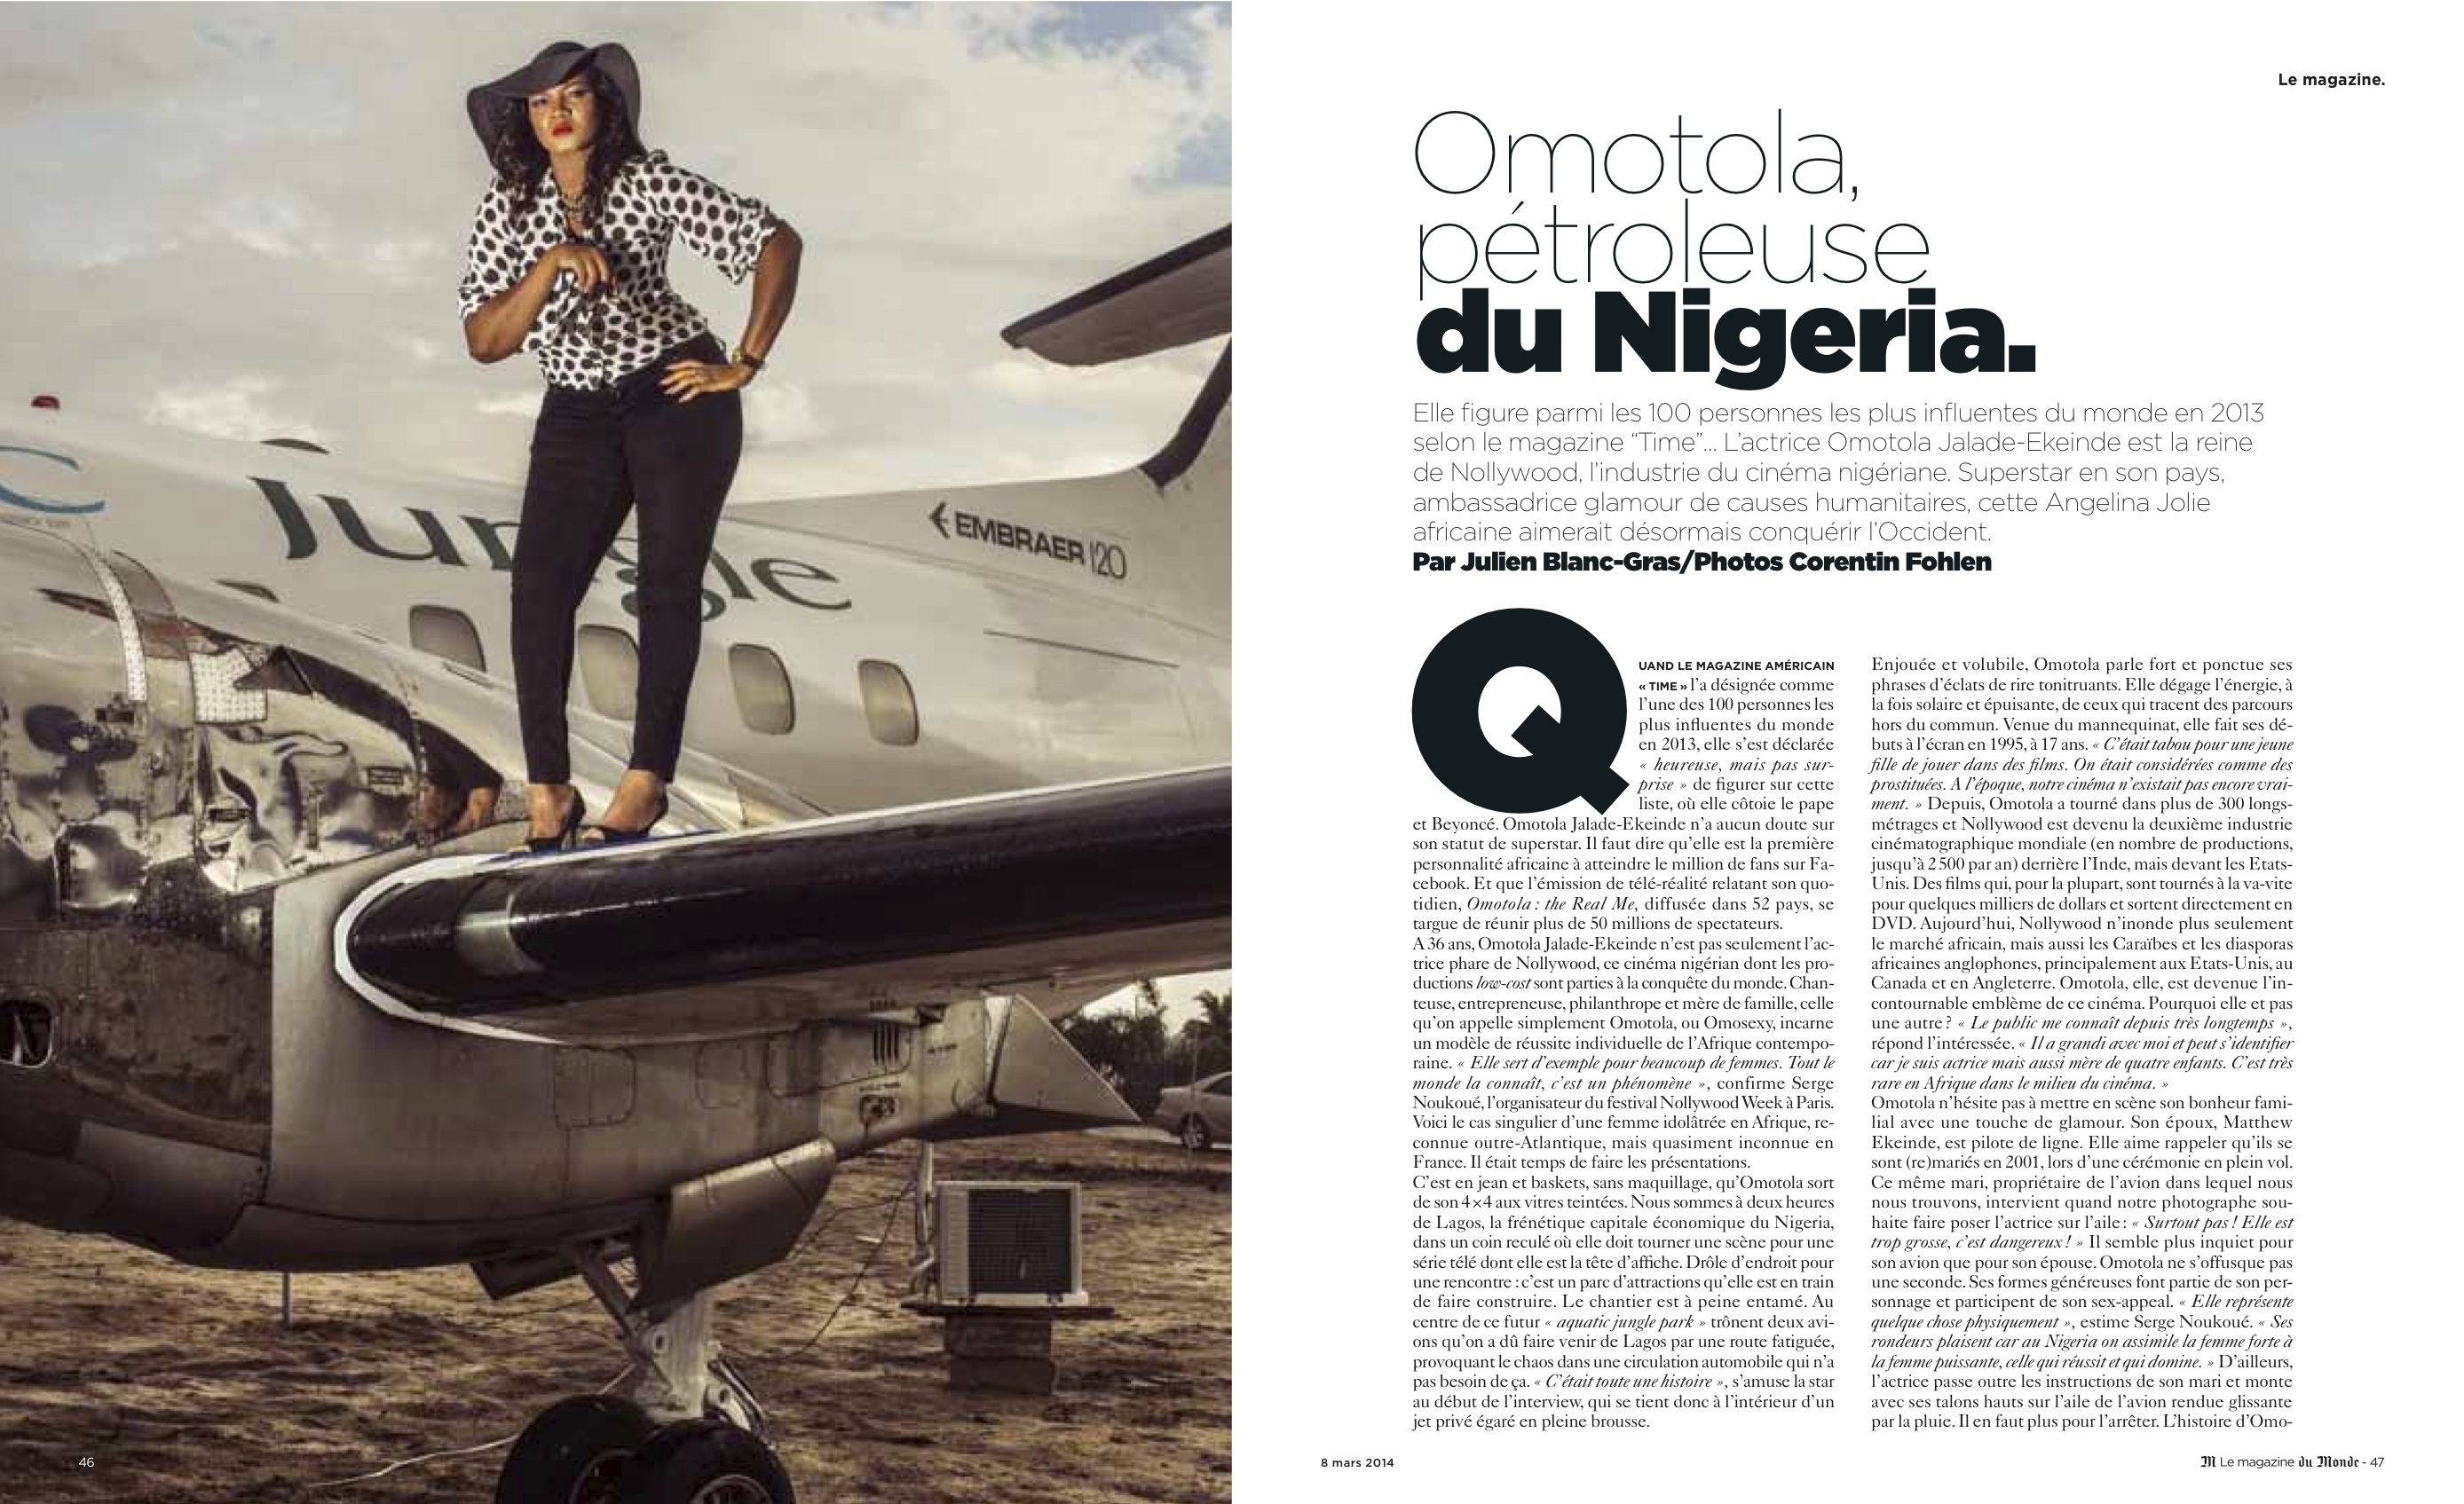 C
Jungle
EMBRAER 120
46
Le magazine.
Omotola,
pétroleuse
du Nigeria.
Elle figure parmi les 100 personnes les plus influentes du monde en 2013
selon le magazine “Time”... L’actrice Omotola Jalade-Ekeinde est la reine
de Nollywood, l’industrie du cinéma nigériane. Superstar en son pays,
ambassadrice glamour de causes humanitaires, cette Angelina Jolie
africaine aimerait désormais conquérir l’Occident.
Par Julien Blanc-Gras/Photos Corentin Fohlen
QUAND LE MAGAZINE AMÉRICAIN
« TIME » l’a désignée comme
l’une des 100 personnes les
plus influentes du monde
en 2013, elle s’est déclarée
« heureuse, mais pas sur-
prise » de figurer sur cette
liste, où elle côtoie le pape
et Beyoncé. Omotola Jalade-Ekeinde n’a aucun doute sur
son statut de superstar. Il faut dire qu’elle est la première
personnalité africaine à atteindre le million de fans sur Fa-
cebook. Et que l’émission de télé-réalité relatant son quo-
tidien, Omotola : the Real Me, diffusée dans 52 pays, se
targue de réunir plus de 50 millions de spectateurs.
A 36 ans, Omotola Jalade-Ekeinde n’est pas seulement l’ac-
trice phare de Nollywood, ce cinéma nigérian dont les pro-
ductions low-cost sont parties à la conquête du monde. Chan-
teuse, entrepreneuse, philanthrope et mère de famille, celle
qu’on appelle simplement Omotola, ou Omosexy, incarne
un modèle de réussite individuelle de l’Afrique contempo-
raine. « Elle sert d’exemple pour beaucoup de femmes. Tout le
monde la connaît, c’est un phénomène », confirme Serge
Noukoué, l’organisateur du festival Nollywood Week à Paris.
Voici le cas singulier d’une femme idolâtrée en Afrique, re-
connue outre-Atlantique, mais quasiment inconnue en
France. Il était temps de faire les présentations.
C’est en jean et baskets, sans maquillage, qu’Omotola sort
de son 4×4 aux vitres teintées. Nous sommes à deux heures
de Lagos, la frénétique capitale économique du Nigeria,
dans un coin reculé où elle doit tourner une scène pour une
série télé dont elle est la tête d’affiche. Drôle d’endroit pour
une rencontre : c’est un parc d’attractions qu’elle est en train
de faire construire. Le chantier est à peine entamé. Au
centre de ce futur « aquatic jungle park » trônent deux avi-
ons qu’on a dû faire venir de Lagos par une route fatiguée,
provoquant le chaos dans une circulation automobile qui n’a
pas besoin de ça. « C’était toute une histoire », s’amuse la star
au début de l’interview, qui se tient donc à l’intérieur d’un
jet privé égaré en pleine brousse.
Enjouée et volubile, Omotola parle fort et ponctue ses
phrases d’éclats de rire tonitruants. Elle dégage l’énergie, à
la fois solaire et épuisante, de ceux qui tracent des parcours
hors du commun. Venue du mannequinat, elle fait ses dé-
buts à l’écran en 1995, à 17 ans. « C’était tabou pour une jeune
fille de jouer dans des films. On était considérées comme des
prostituées. A l’époque, notre cinéma n’existait pas encore vrai-
ment. » Depuis, Omotola a tourné dans plus de 300 longs-
métrages et Nollywood est devenu la deuxième industrie
cinématographique mondiale (en nombre de productions,
jusqu’à 2 500 par an) derrière l’Inde, mais devant les Etats-
Unis. Des films qui, pour la plupart, sont tournés à la va-vite
pour quelques milliers de dollars et sortent directement en
DVD. Aujourd’hui, Nollywood n’inonde plus seulement
le marché africain, mais aussi les Caraïbes et les diasporas
africaines anglophones, principalement aux Etats-Unis, au
Canada et en Angleterre. Omotola, elle, est devenue l’in-
contournable emblème de ce cinéma. Pourquoi elle et pas
une autre ? « Le public me connaît depuis très longtemps »,
répond l’intéressée. « Il a grandi avec moi et peut s’identifier
car je suis actrice mais aussi mère de quatre enfants. C’est très
rare en Afrique dans le milieu du cinéma. »
Omotola n’hésite pas à mettre en scène son bonheur fami-
lial avec une touche de glamour. Son époux, Matthew
Ekeinde, est pilote de ligne. Elle aime rappeler qu’ils se
sont (re)mariés en 2001, lors d’une cérémonie en plein vol.
Ce même mari, propriétaire de l’avion dans lequel nous
nous trouvons, intervient quand notre photographe sou-
haite faire poser l’actrice sur l’aile : « Surtout pas ! Elle est
trop grosse, c’est dangereux ! » Il semble plus inquiet pour
son avion que pour son épouse. Omotola ne s’offusque pas
une seconde. Ses formes généreuses font partie de son per-
sonnage et participent de son sex-appeal. « Elle représente
quelque chose physiquement », estime Serge Noukoué. « Ses
rondeurs plaisent car au Nigeria on assimile la femme forte à
la femme puissante, celle qui réussit et qui domine. » D’ailleurs,
l’actrice passe outre les instructions de son mari et monte
avec ses talons hauts sur l’aile de l’avion rendue glissante
par la pluie. Il en faut plus pour l’arrêter. L’histoire d’Omo-
8 mars 2014
M Le magazine du Monde - 47